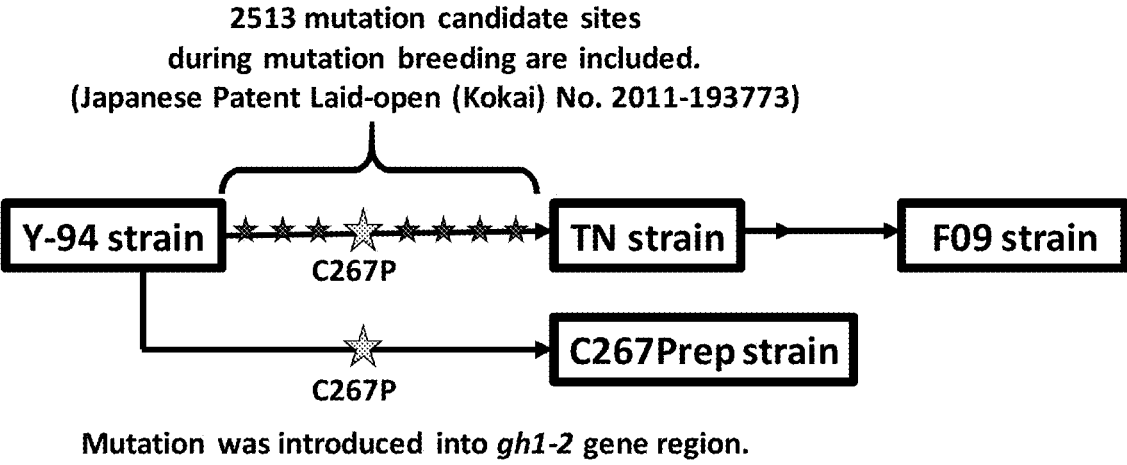 2513 mutation candidate sites
during mutation breeding are included.
(Japanese Patent Laid-open (Kokai) No. 2011-193773)
Y-94 strain
C267P
TN strain
F09 strain
C267P
C267Prep strain
Mutation was introduced into gh1-2 gene region.